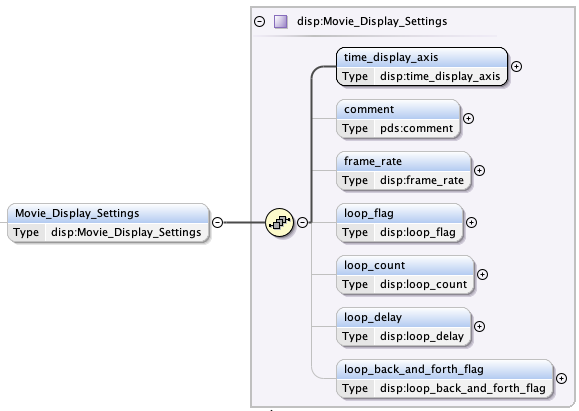 disp:Movie_Display_Settings
time_display_axis
Type disp:time_display_axis
comment
Type pds:comment
frame_rate
Type disp:frame_rate
Movie_Display_Settings
Type disp:Movie_Display_Settings
loop_flag
Type disp:loop_flag
loop_count
Type disp:loop_count
loop_delay
Type disp:loop_delay
loop_back_and_forth_flag
Type disp:loop_back_and_forth_flag